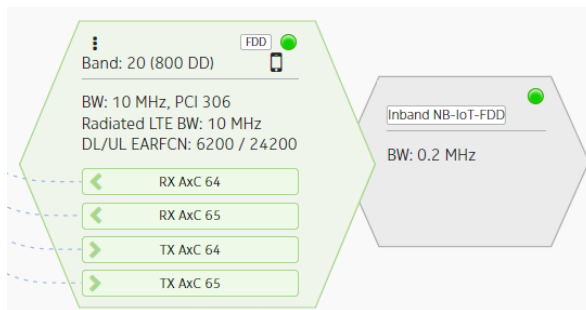 FDD
Band: 20 (800 DD)
BW: 10 MHz, PCI 306
Radiated LTE BW: 10 MHz
DL/UL EARFCN: 6200 / 24200
RX AxC 64
RX AxC 65
TX AxC 64
TX AxC 65
Inband NB-IoT-FDD
BW: 0.2 MHz